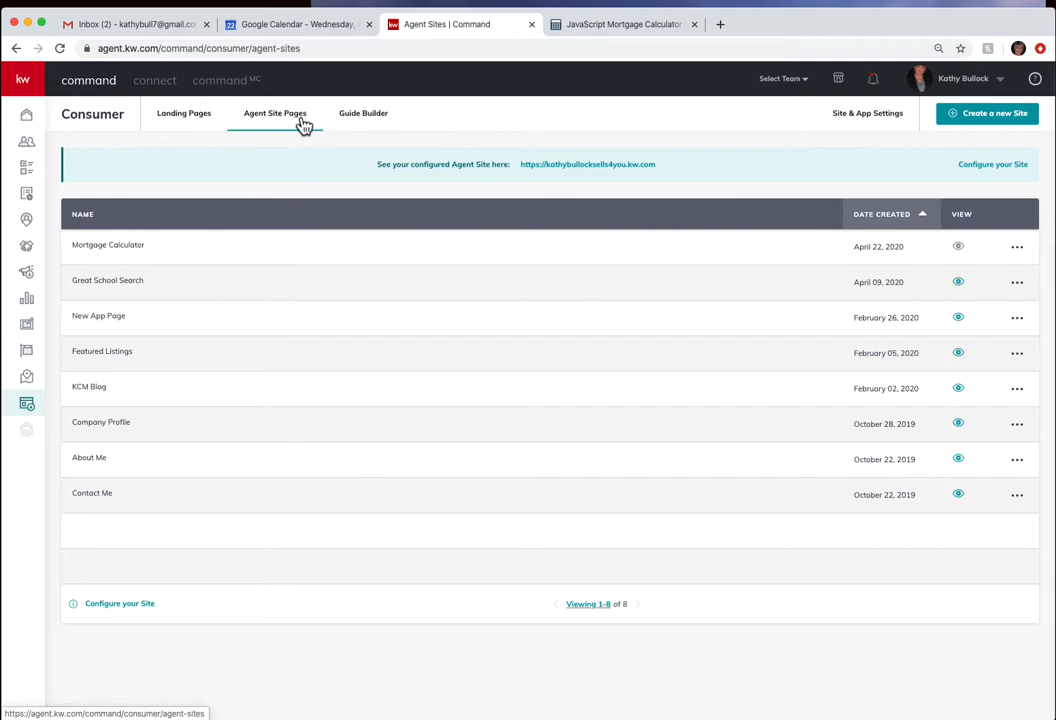 Inbox (2) - kathybull7@gmail.co
Google Calendar - Wednesday,
Agent Sites | Command
JavaScript Mortgage Calculator
agent.kw.com/command/consumer/agent-sites
kw
command
connect
command MC
Select Team
Kathy Bullock
Consumer
Landing Pages
Agent Site Pages
Guide Builder
Site & App Settings
Create a new Site
See your configured Agent Site here: https://kathybullocksells4you.kw.com
Configure your Site
NAME DATE CREATED VIEW
Mortgage Calculator April 22, 2020
Great School Search April 09, 2020
New App Page February 26, 2020
Featured Listings February 05, 2020
KCM Blog February 02, 2020
Company Profile October 28, 2019
About Me October 22, 2019
Contact Me October 22, 2019
Configure your Site
Viewing 1-8 of 8
https://agent.kw.com/command/consumer/agent-sites